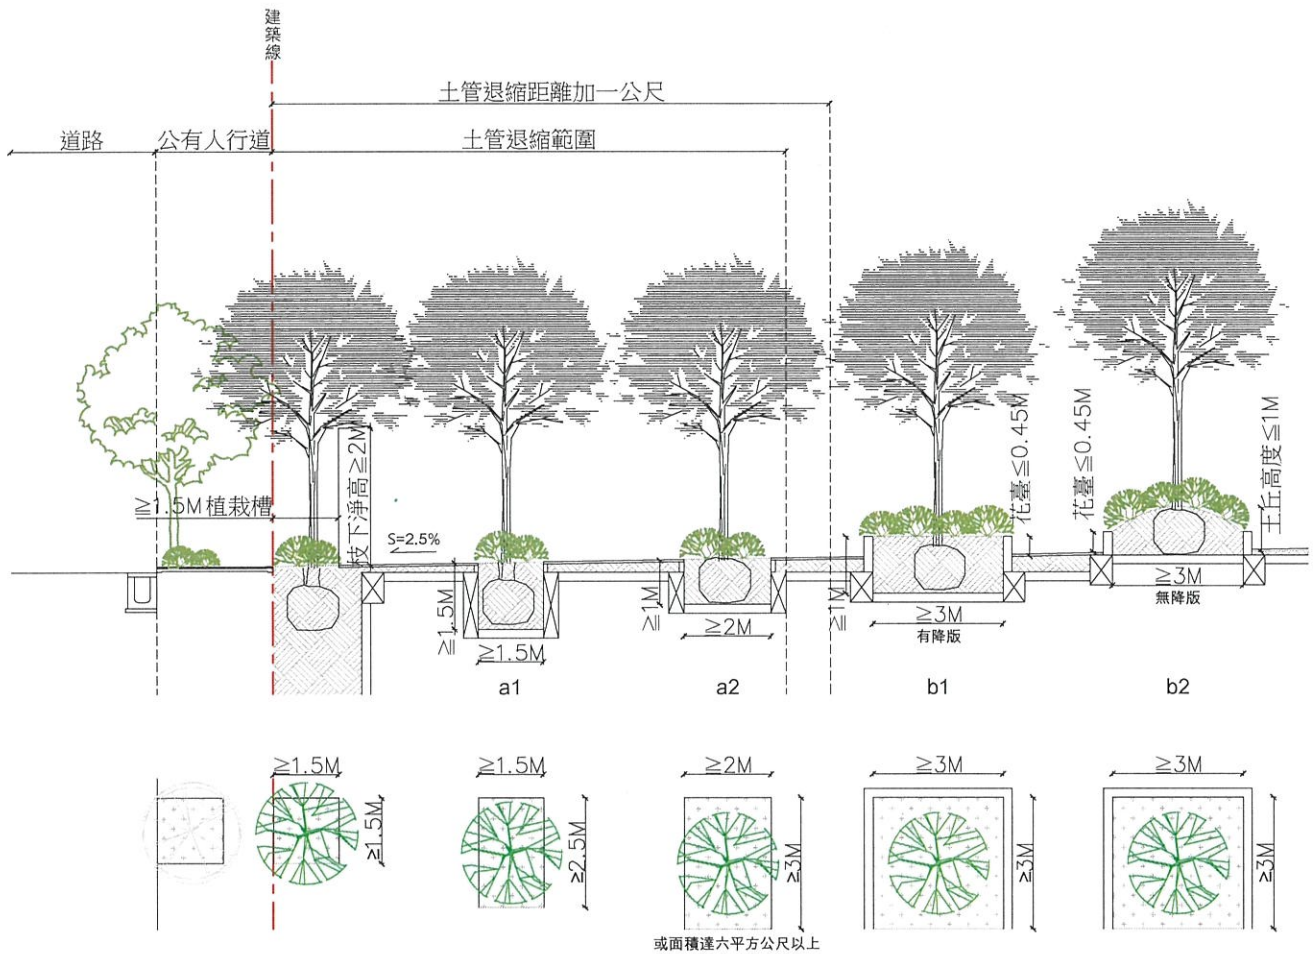 建築線
土管退縮距離加一公尺
道路
公有人行道
土管退縮範圍
≧1.5M植栽槽
枝下淨高≧2M
S=2.5%
≧1.5M
≧1.5M
a1
≧1M
≧2M
a2
≧1M
≧3M
有降版
花臺≦0.45M
b1
花臺≦0.45M
≧3M
無降版
土丘高度≦1M
b2
≧1.5M
≧1.5M
≧1.5M
≧2.5M
≧2M
≧3M
或面積達六平方公尺以上
≧3M
≧3M
≧3M
≧3M